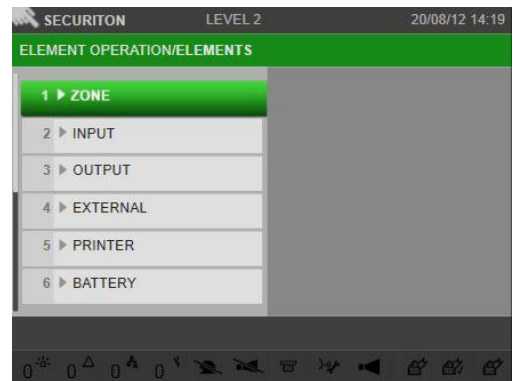 SECURITON LEVEL 2 20/08/12 14:19
ELEMENT OPERATION/ELEMENTS
1 ZONE
2 INPUT
3 OUTPUT
4 EXTERNAL
5 PRINTER
6 BATTERY
0 0 0 0